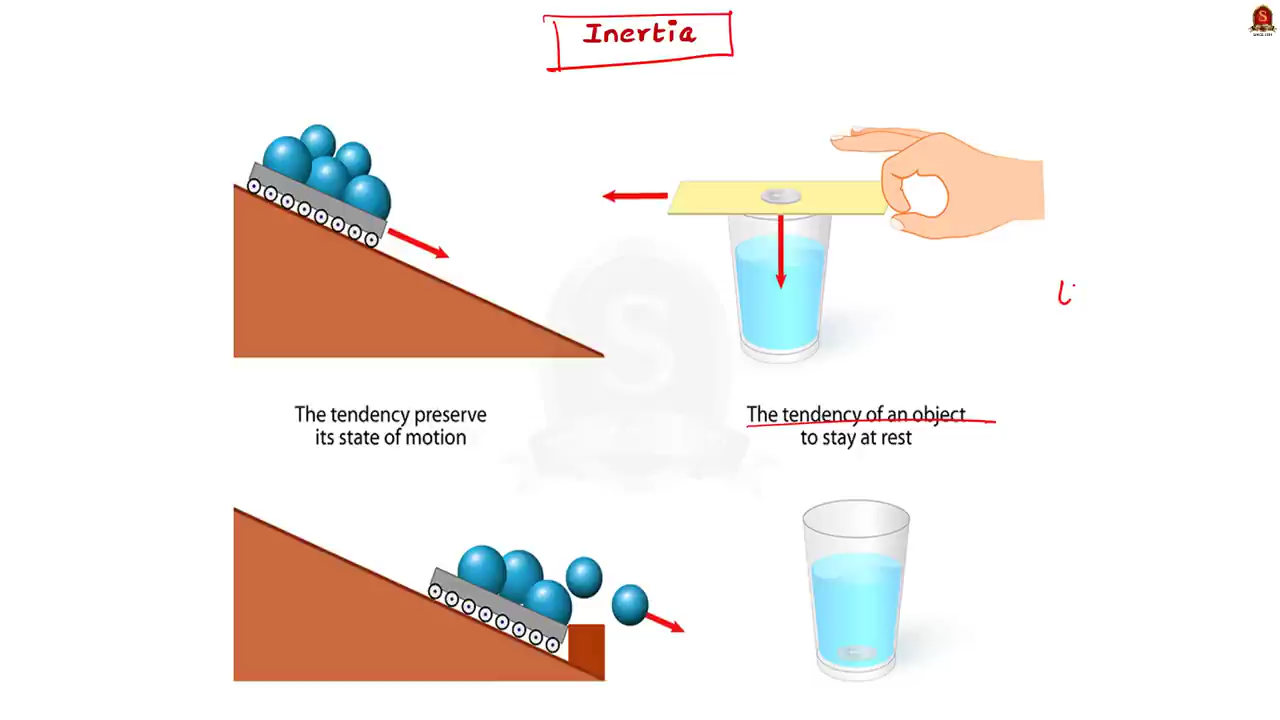 Inertia
The tendency preserve
its state of motion
The tendency of an object
to stay at rest
S